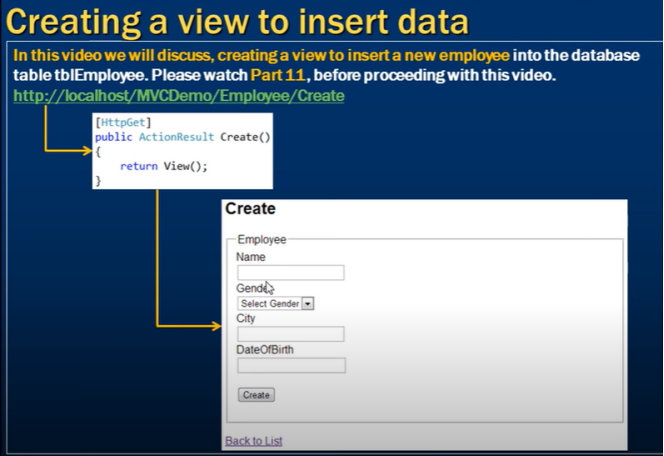 Creating a view to insert data
In this video we will discuss, creating a view to insert a new employee into the database
table tblEmployee. Please watch Part 11, before proceeding with this video.
http://localhost/MVCDemo/Employee/Create
[HttpGet]
public ActionResult Create()
{
    return View();
}
Create
Employee
Name
Gender
Select Gender
City
DateOfBirth
Create
Back to List